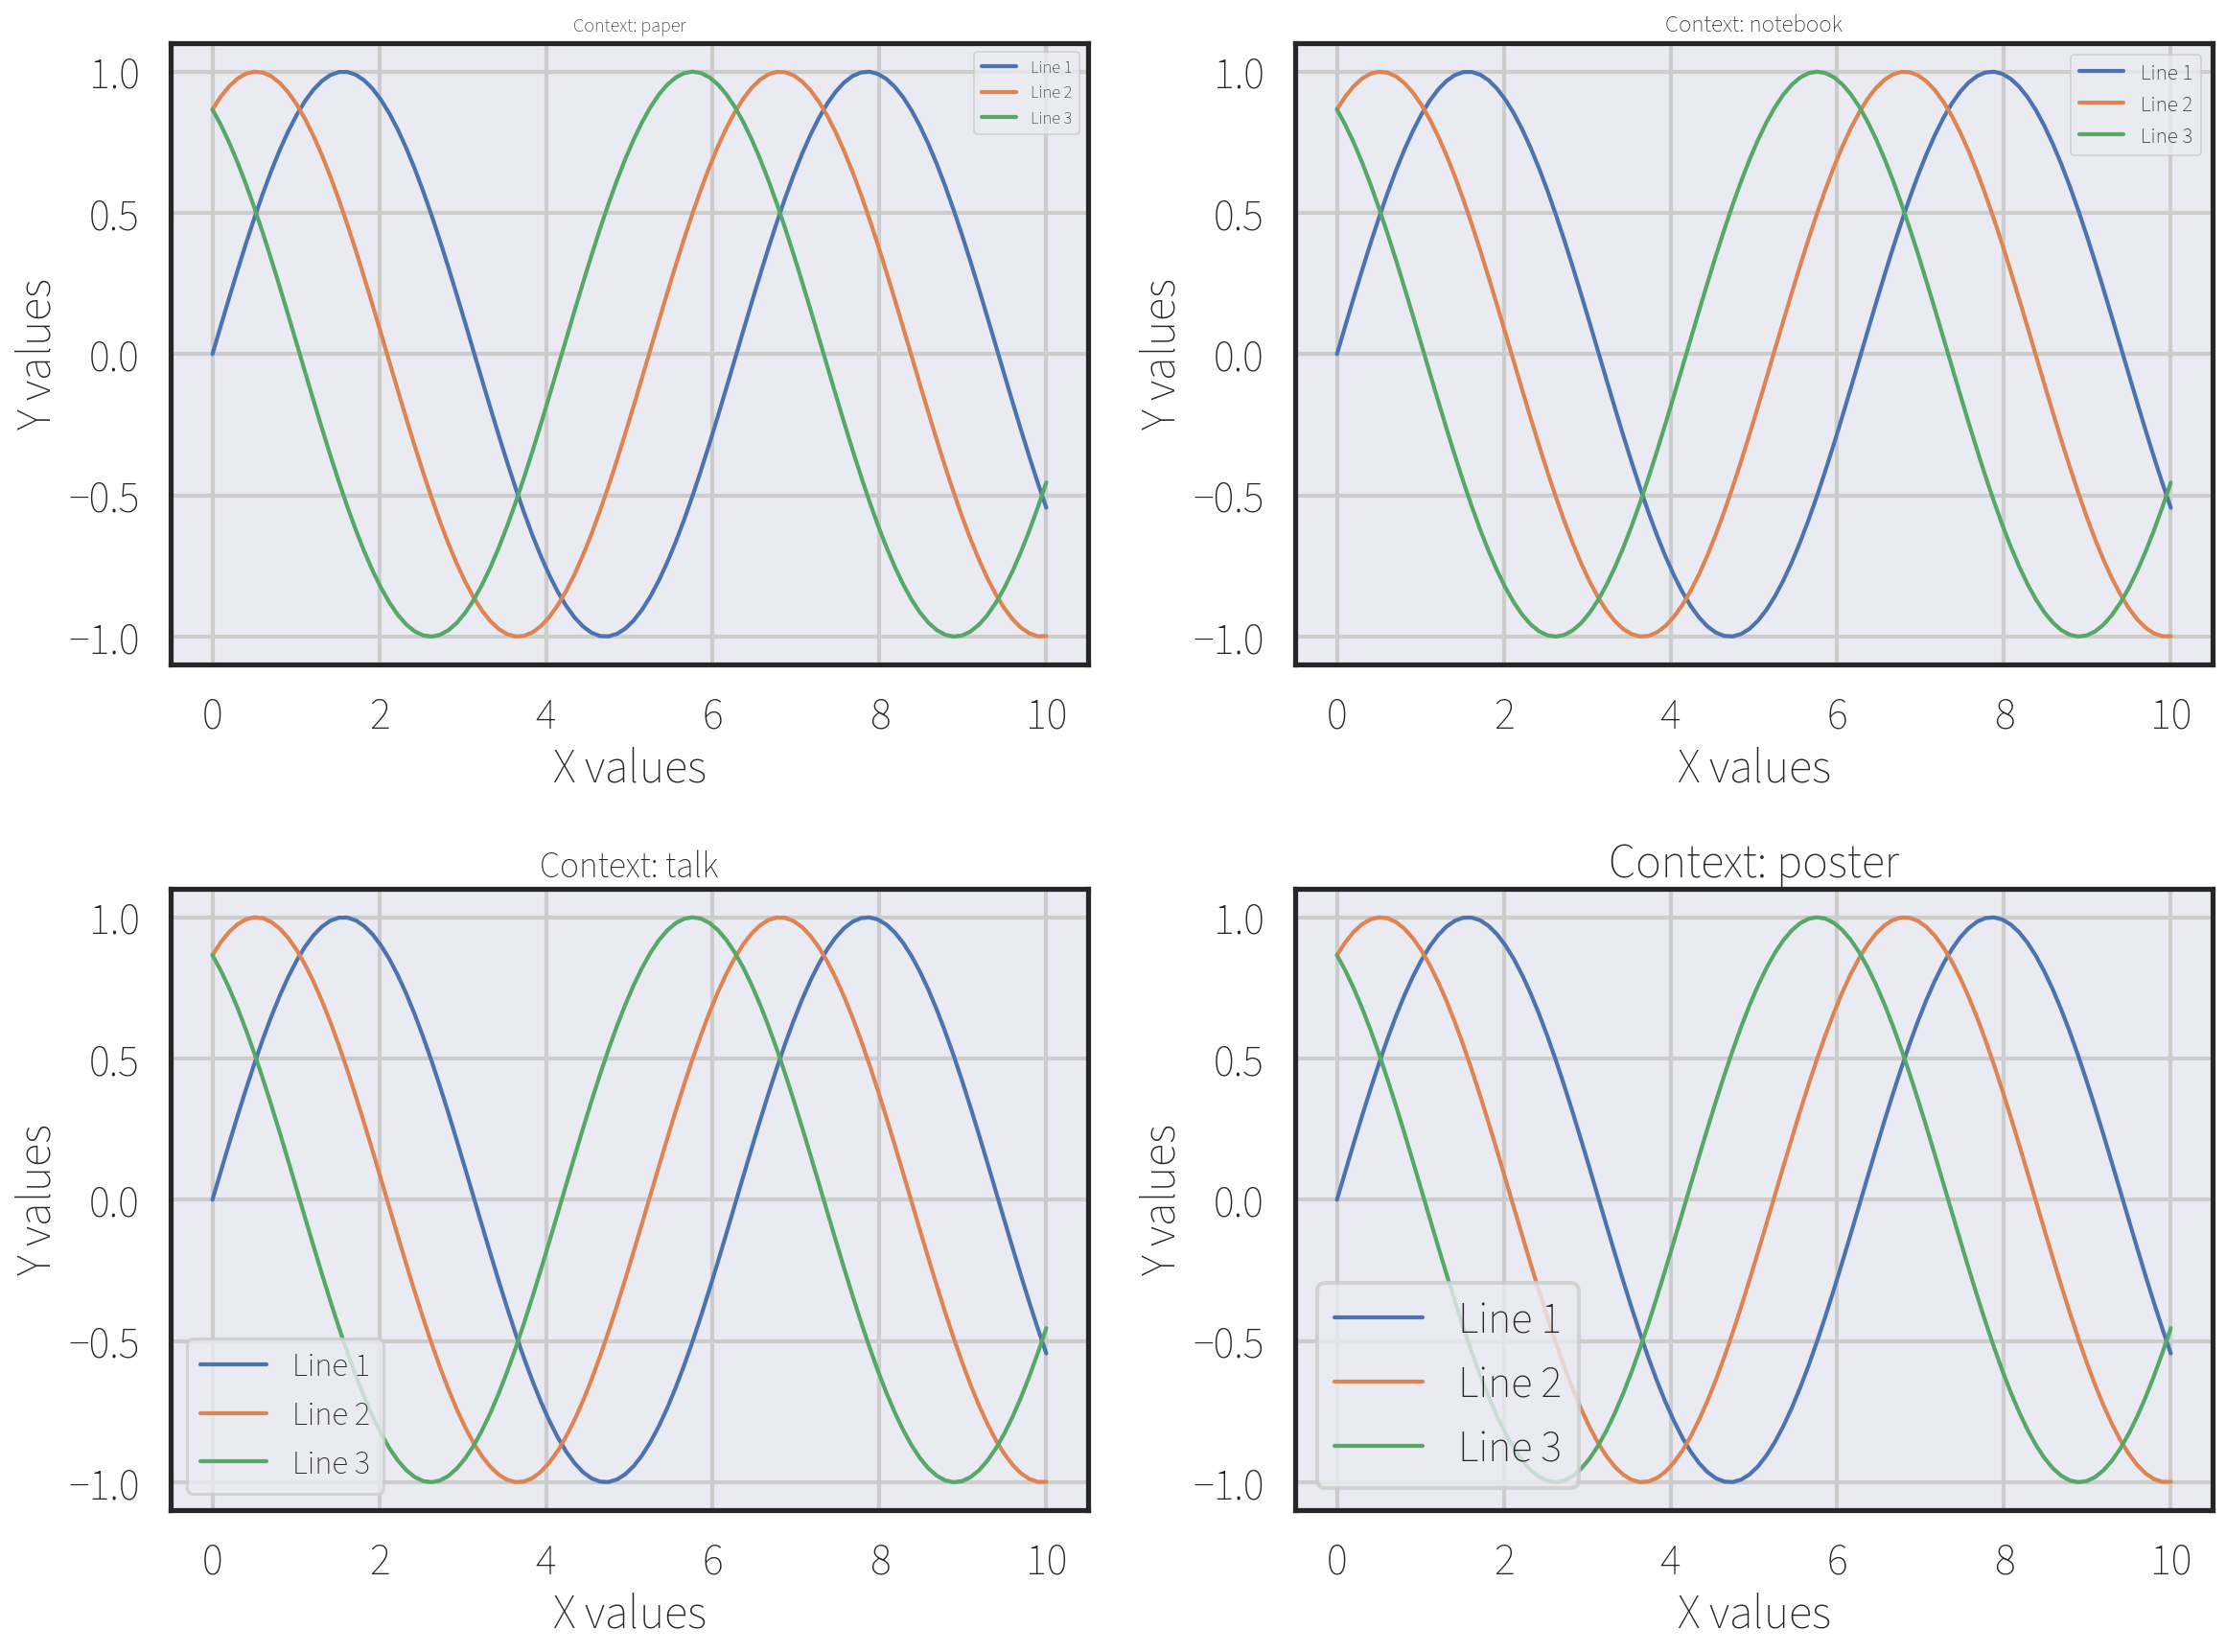 Context: paper
Line 1
Line 2
Line 3
1.0
0.5
0.0
−0.5
−1.0
Y values
0 2 4 6 8 10
X values
Context: notebook
Line 1
Line 2
Line 3
1.0
0.5
0.0
−0.5
−1.0
Y values
0 2 4 6 8 10
X values
Context: talk
1.0
0.5
0.0
−0.5
−1.0
Y values
Line 1
Line 2
Line 3
0 2 4 6 8 10
X values
Context: poster
1.0
0.5
0.0
−0.5
−1.0
Y values
Line 1
Line 2
Line 3
0 2 4 6 8 10
X values